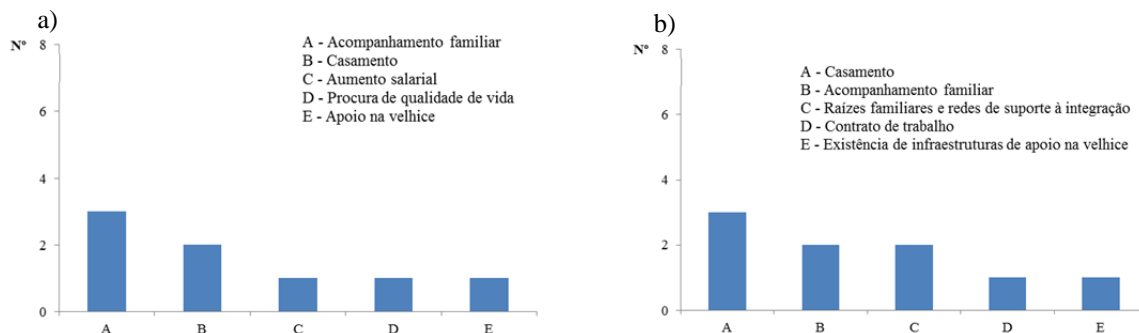 a)
Nº
8
6
4
2
0
A - Acompanhamento familiar
B - Casamento
C - Aumento salarial
D - Procura de qualidade de vida
E - Apoio na velhice
A B C D E
b)
Nº
8
6
4
2
0
A - Casamento
B - Acompanhamento familiar
C - Raízes familiares e redes de suporte à integração
D - Contrato de trabalho
E - Existência de infraestruturas de apoio na velhice
A B C D E